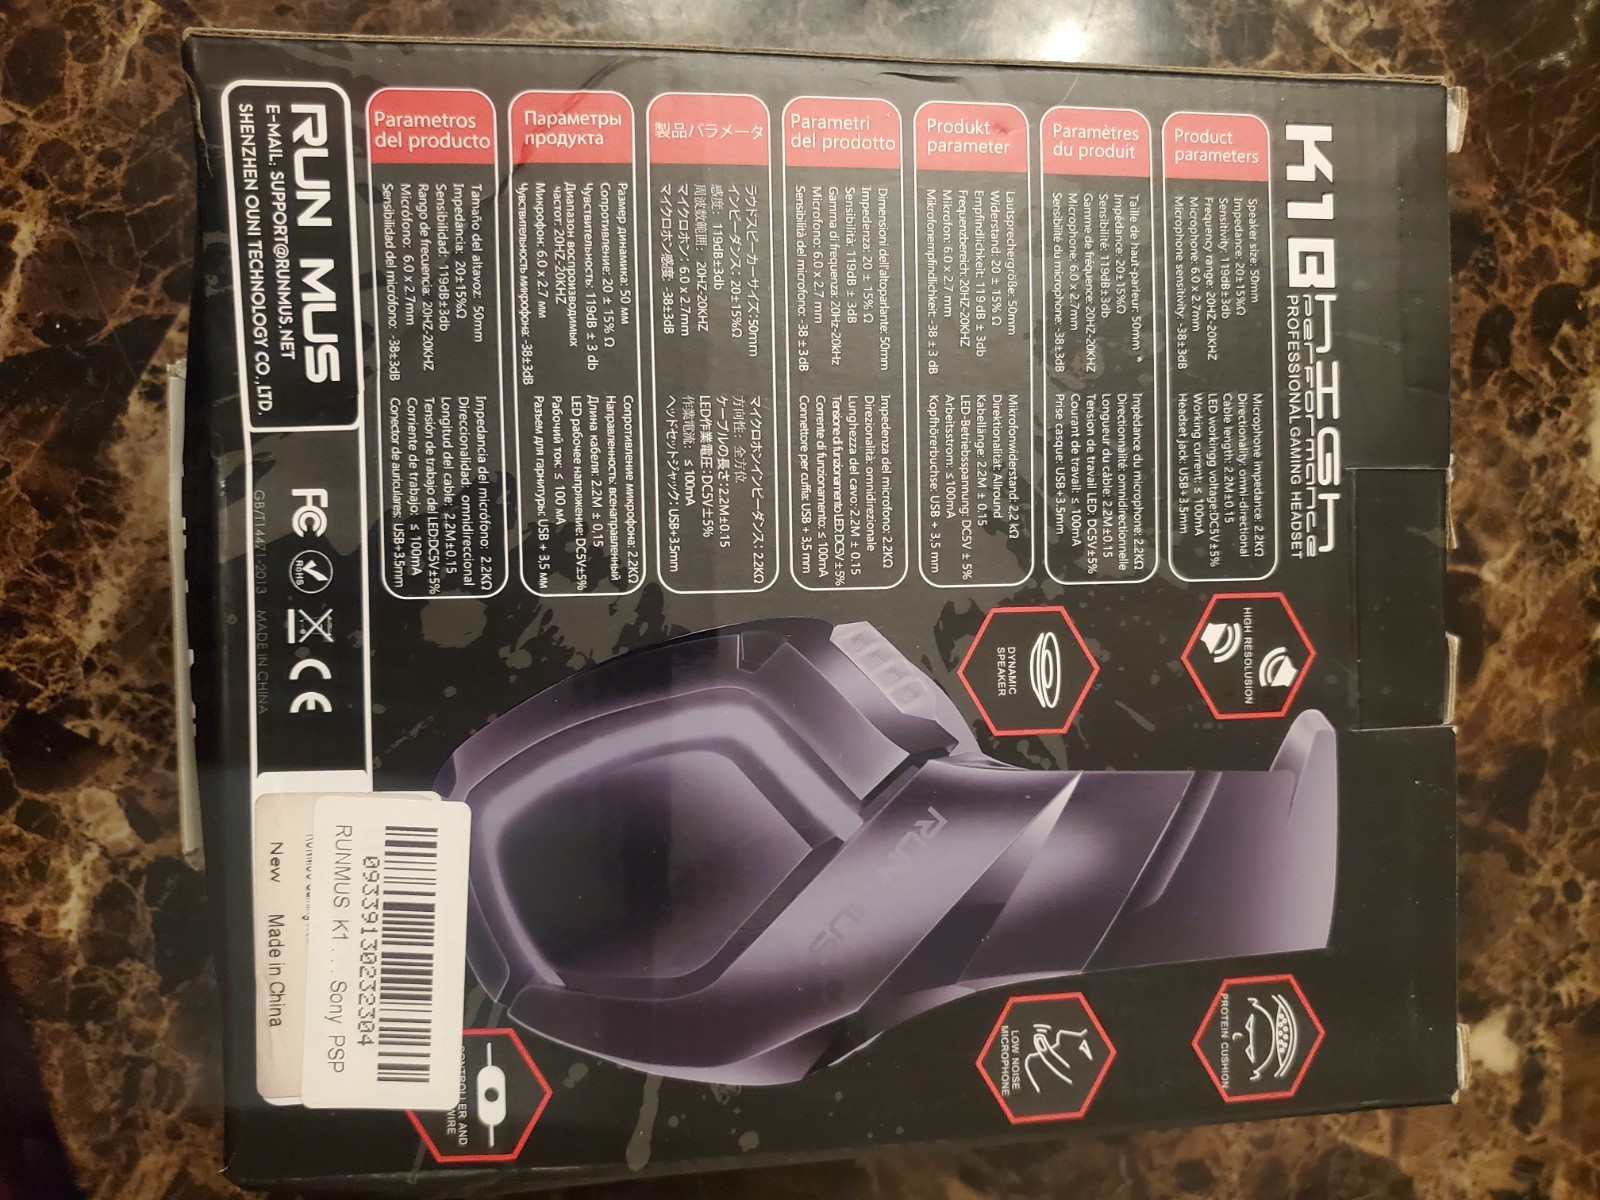 K1B high
performance
PROFESSIONAL GAMING HEADSET
Product
parameters
Speaker size: 50mm
Impedance: 20±15%Ω
Sensitivity: 119dB±3db
Frequency range: 20HZ-20KHZ
Microphone: 6.0 x 2.7mm
Microphone sensitivity: -38±3dB
Microphone impedance: 2.2KΩ
Directionality: omni-directional
Cable length: 2.2M±0.15
LED working voltage:DC5V±5%
Working current: ≤ 100mA
Headset jack: USB+3.5mm
Paramètres
du produit
Taille de haut-parleur: 50mm
Impédance: 20±15%Ω
Sensibilité: 119dB±3db
Gamme de fréquence: 20HZ-20KHZ
Microphone: 6.0 x 2.7mm
Sensibilité du microphone: -38±3dB
Impédance du microphone: 2.2KΩ
Directionnalité: omnidirectionnelle
Longueur du câble: 2.2M±0.15
Tension de travail LED: DC5V±5%
Courant de travail: ≤ 100mA
Prise casque: USB+3.5mm
Produkt
parameter
Lautsprechergröße: 50mm
Widerstand: 20 ± 15% Ω
Empfindlichkeit: 119 dB ± 3db
Frequenzbereich: 20HZ-20KHZ
Mikrofon: 6.0 x 2.7 mm
Mikrofonempfindlichkeit: -38 ± 3 dB
Mikrofonwiderstand: 2,2 kΩ
Direktionalität: Allround
Kabellänge: 2.2M ± 0.15
LED-Betriebsspannung: DC5V ± 5%
Arbeitsstrom: ≤100mA
Kopfhörerbuchse: USB + 3,5 mm
Parametri
del prodotto
Dimensioni dell'altoparlante: 50mm
Impedenza: 20 ± 15% Ω
Sensibilità: 119dB ± 3dB
Gamma di frequenza: 20Hz-20kHz
Microfono: 6.0 x 2.7 mm
Sensibilità del microfono: -38 ± 3 dB
Impedenza del microfono: 2.2KΩ
Direzionalità: omnidirezionale
Lunghezza del cavo: 2.2M ± 0.15
Tensione di funzionamento LED: DC5V ± 5%
Corrente di funzionamento: ≤ 100mA
Connettore per cuffia: USB + 3,5 mm
製品パラメータ
ラウドスピーカーサイズ: 50mm
インピーダンス: 20±15%Ω
感度: 119dB±3db
周波数範囲: 20HZ-20KHZ
マイクロホン: 6.0 x 2.7mm
マイクロホン感度: -38±3dB
マイクロホンインピーダンス: 2.2KΩ
方向性: 全方位
ケーブルの長さ: 2.2M±0.15
LED作業電圧: DC5V±5%
作業電流: ≤ 100mA
ヘッドセットジャック: USB+3.5mm
Параметры
продукта
Размер динамика: 50 мм
Сопротивление: 20 ± 15% Ω
Чувствительность: 119dB ± 3 db
Диапазон воспроизводимых
частот: 20HZ-20KHZ
Микрофон: 6.0 x 2.7 мм
Чувствительность микрофона: -38±3dB
Сопротивление микрофона: 2.2KΩ
Направленность: всенаправленный
Длина кабеля: 2.2M ± 0,15
LED рабочее напряжение: DC5V±5%
Рабочий ток: ≤ 100 мА
Разъем для гарнитуры: USB + 3,5 мм
Parametros
del producto
Tamaño del altavoz: 50mm
Impedancia: 20±15%Ω
Sensibilidad: 119dB±3db
Rango de frecuencia: 20HZ-20KHZ
Micrófono: 6.0 x 2.7mm
Sensibilidad del micrófono: -38±3dB
Impedancia del micrófono: 2.2KΩ
Direccionalidad: omnidireccional
Longitud del cable: 2.2M±0.15
Tensión de trabajo del LED:DC5V±5%
Corriente de trabajo: ≤ 100mA
Conector de auriculares: USB+3.5mm
HIGH RESOLUSION
DYNAMIC
SPEAKER
PROTEIN CUSHION
LOW NOISE
MICROPHONE
CONTROLLER AND
WIRE
RUNMUS
RUN MUS
E-MAIL: SUPPORT@RUNMUS.NET
SHENZHEN OUNI TECHNOLOGY CO.,LTD.
FC
ROHS
CE
GB/T14471-2013 MADE IN CHINA
09339130232304
RUNMUS K1 . . . Sony PSP
New Made in China